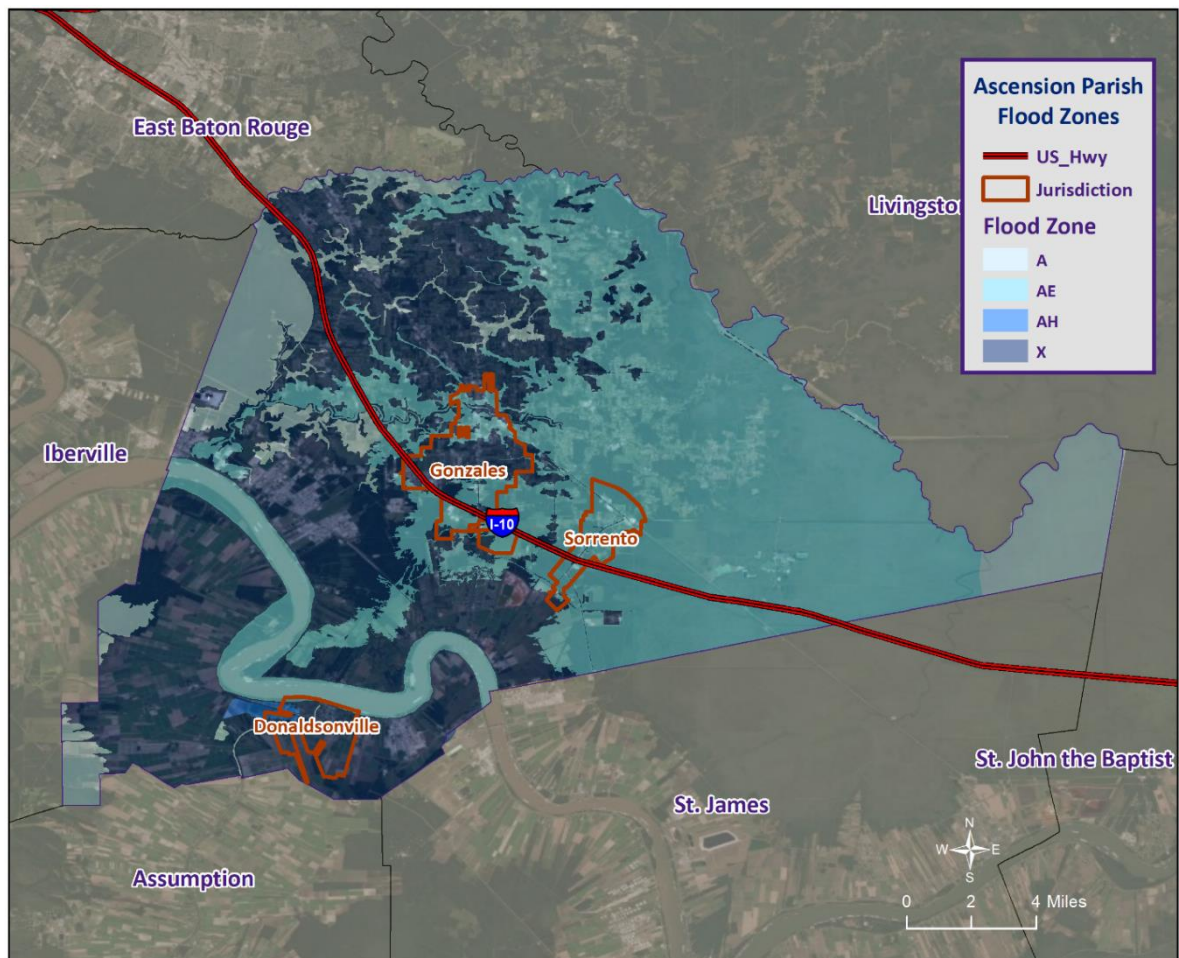 Ascension Parish
Flood Zones
US_Hwy
Jurisdiction
Flood Zone
A
AE
AH
X
East Baton Rouge
Livingsto
Iberville
Gonzales
I-10
Sorrento
Donaldsonville
St. John the Baptist
St. James
Assumption
N
W E
S
0 2 4 Miles